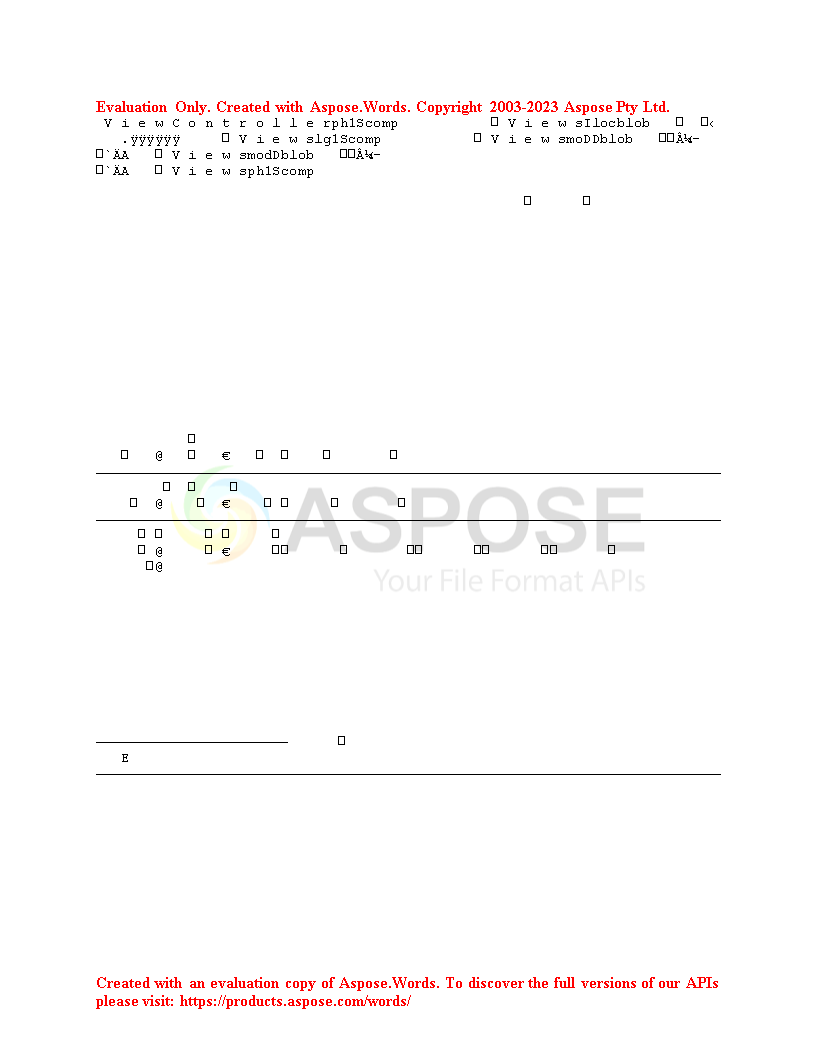 Evaluation Only. Created with Aspose.Words. Copyright 2003-2023 Aspose Pty Ltd.
V i e w C o n t r o l l e rph1Scomp □ V i e w sIlocblob □ □‹
.ÿÿÿÿÿÿ □ V i e w slg1Scomp □ V i e w smoDDblob □□Å¼–
□`ÄA □ V i e w smodDblob □□Å¼–
□`ÄA □ V i e w sph1Scomp
□ □
□
□ @ □ € □ □ □ □
□ □ □
□ @ □ € □ □ □ □
ASPOSE
□ □ □ □ □
□ @ □ € □□ □ □□ □□ □□ □
□@
Your File Format APIs
□
E
Created with an evaluation copy of Aspose.Words. To discover the full versions of our APIs
please visit: https://products.aspose.com/words/